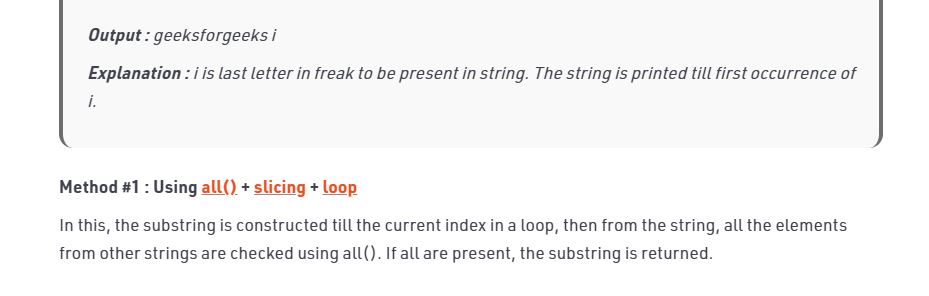 Output : geeksforgeeks i
Explanation : i is last letter in freak to be present in string. The string is printed till first occurrence of
i.
Method #1 : Using all() + slicing + loop
In this, the substring is constructed till the current index in a loop, then from the string, all the elements
from other strings are checked using all(). If all are present, the substring is returned.